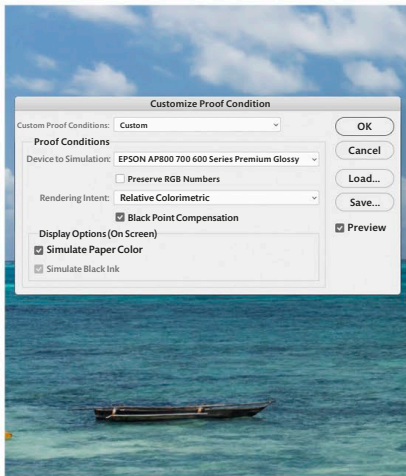 Customize Proof Condition
Custom Proof Conditions: Custom
OK
Proof Conditions
Cancel
Device to Simulation: EPSON AP800 700 600 Series Premium Glossy
Preserve RGB Numbers
Load...
Rendering Intent: Relative Colorimetric
Save...
Black Point Compensation
Preview
Display Options (On Screen)
Simulate Paper Color
Simulate Black Ink